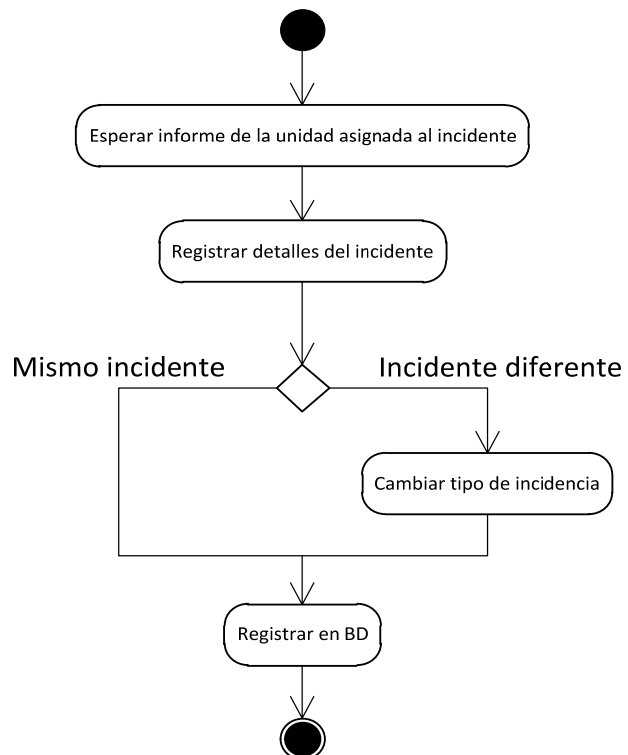 Esperar informe de la unidad asignada al incidente
Registrar detalles del incidente
Mismo incidente
Incidente diferente
Cambiar tipo de incidencia
Registrar en BD